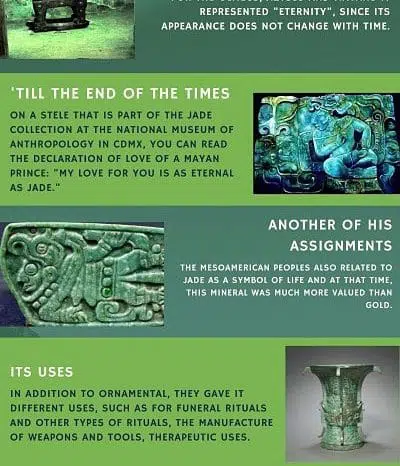 REPRESENTED "ETERNITY", SINCE ITS
APPEARANCE DOES NOT CHANGE WITH TIME.
'TILL THE END OF THE TIMES
ON A STELE THAT IS PART OF THE JADE
COLLECTION AT THE NATIONAL MUSEUM OF
ANTHROPOLOGY IN CDMX, YOU CAN READ
THE DECLARATION OF LOVE OF A MAYAN
PRINCE: "MY LOVE FOR YOU IS AS ETERNAL
AS JADE."
ANOTHER OF HIS
ASSIGNMENTS
THE MESOAMERICAN PEOPLES ALSO RELATED TO
JADE AS A SYMBOL OF LIFE AND AT THAT TIME,
THIS MINERAL WAS MUCH MORE VALUED THAN
GOLD.
ITS USES
IN ADDITION TO ORNAMENTAL, THEY GAVE IT
DIFFERENT USES, SUCH AS FOR FUNERAL RITUALS
AND OTHER TYPES OF RITUALS, THE MANUFACTURE
OF WEAPONS AND TOOLS, THERAPEUTIC USES.